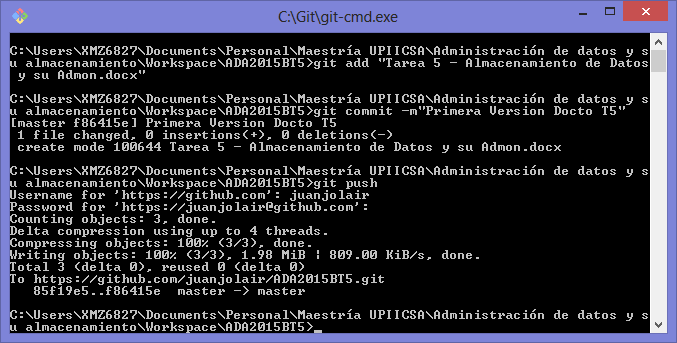 C:\Git\git-cmd.exe
C:\Users\XMZ6827\Documents\Personal\Maestría UPIICSA\Administración de datos y s
u almacenamiento\Workspace\ADA2015BT5>git add "Tarea 5 - Almacenamiento de Datos
 y su Admon.docx"
C:\Users\XMZ6827\Documents\Personal\Maestría UPIICSA\Administración de datos y s
u almacenamiento\Workspace\ADA2015BT5>git commit -m"Primera Version Docto T5"
[master f86415e] Primera Version Docto T5
 1 file changed, 0 insertions(+), 0 deletions(-)
 create mode 100644 Tarea 5 - Almacenamiento de Datos y su Admon.docx
C:\Users\XMZ6827\Documents\Personal\Maestría UPIICSA\Administración de datos y s
u almacenamiento\Workspace\ADA2015BT5>git push
Username for 'https://github.com': juanjolair
Password for 'https://juanjolair@github.com':
Counting objects: 3, done.
Delta compression using up to 4 threads.
Compressing objects: 100% (3/3), done.
Writing objects: 100% (3/3), 1.98 MiB | 809.00 KiB/s, done.
Total 3 (delta 0), reused 0 (delta 0)
To https://github.com/juanjolair/ADA2015BT5.git
   85f19e5..f86415e  master -> master
C:\Users\XMZ6827\Documents\Personal\Maestría UPIICSA\Administración de datos y s
u almacenamiento\Workspace\ADA2015BT5>_